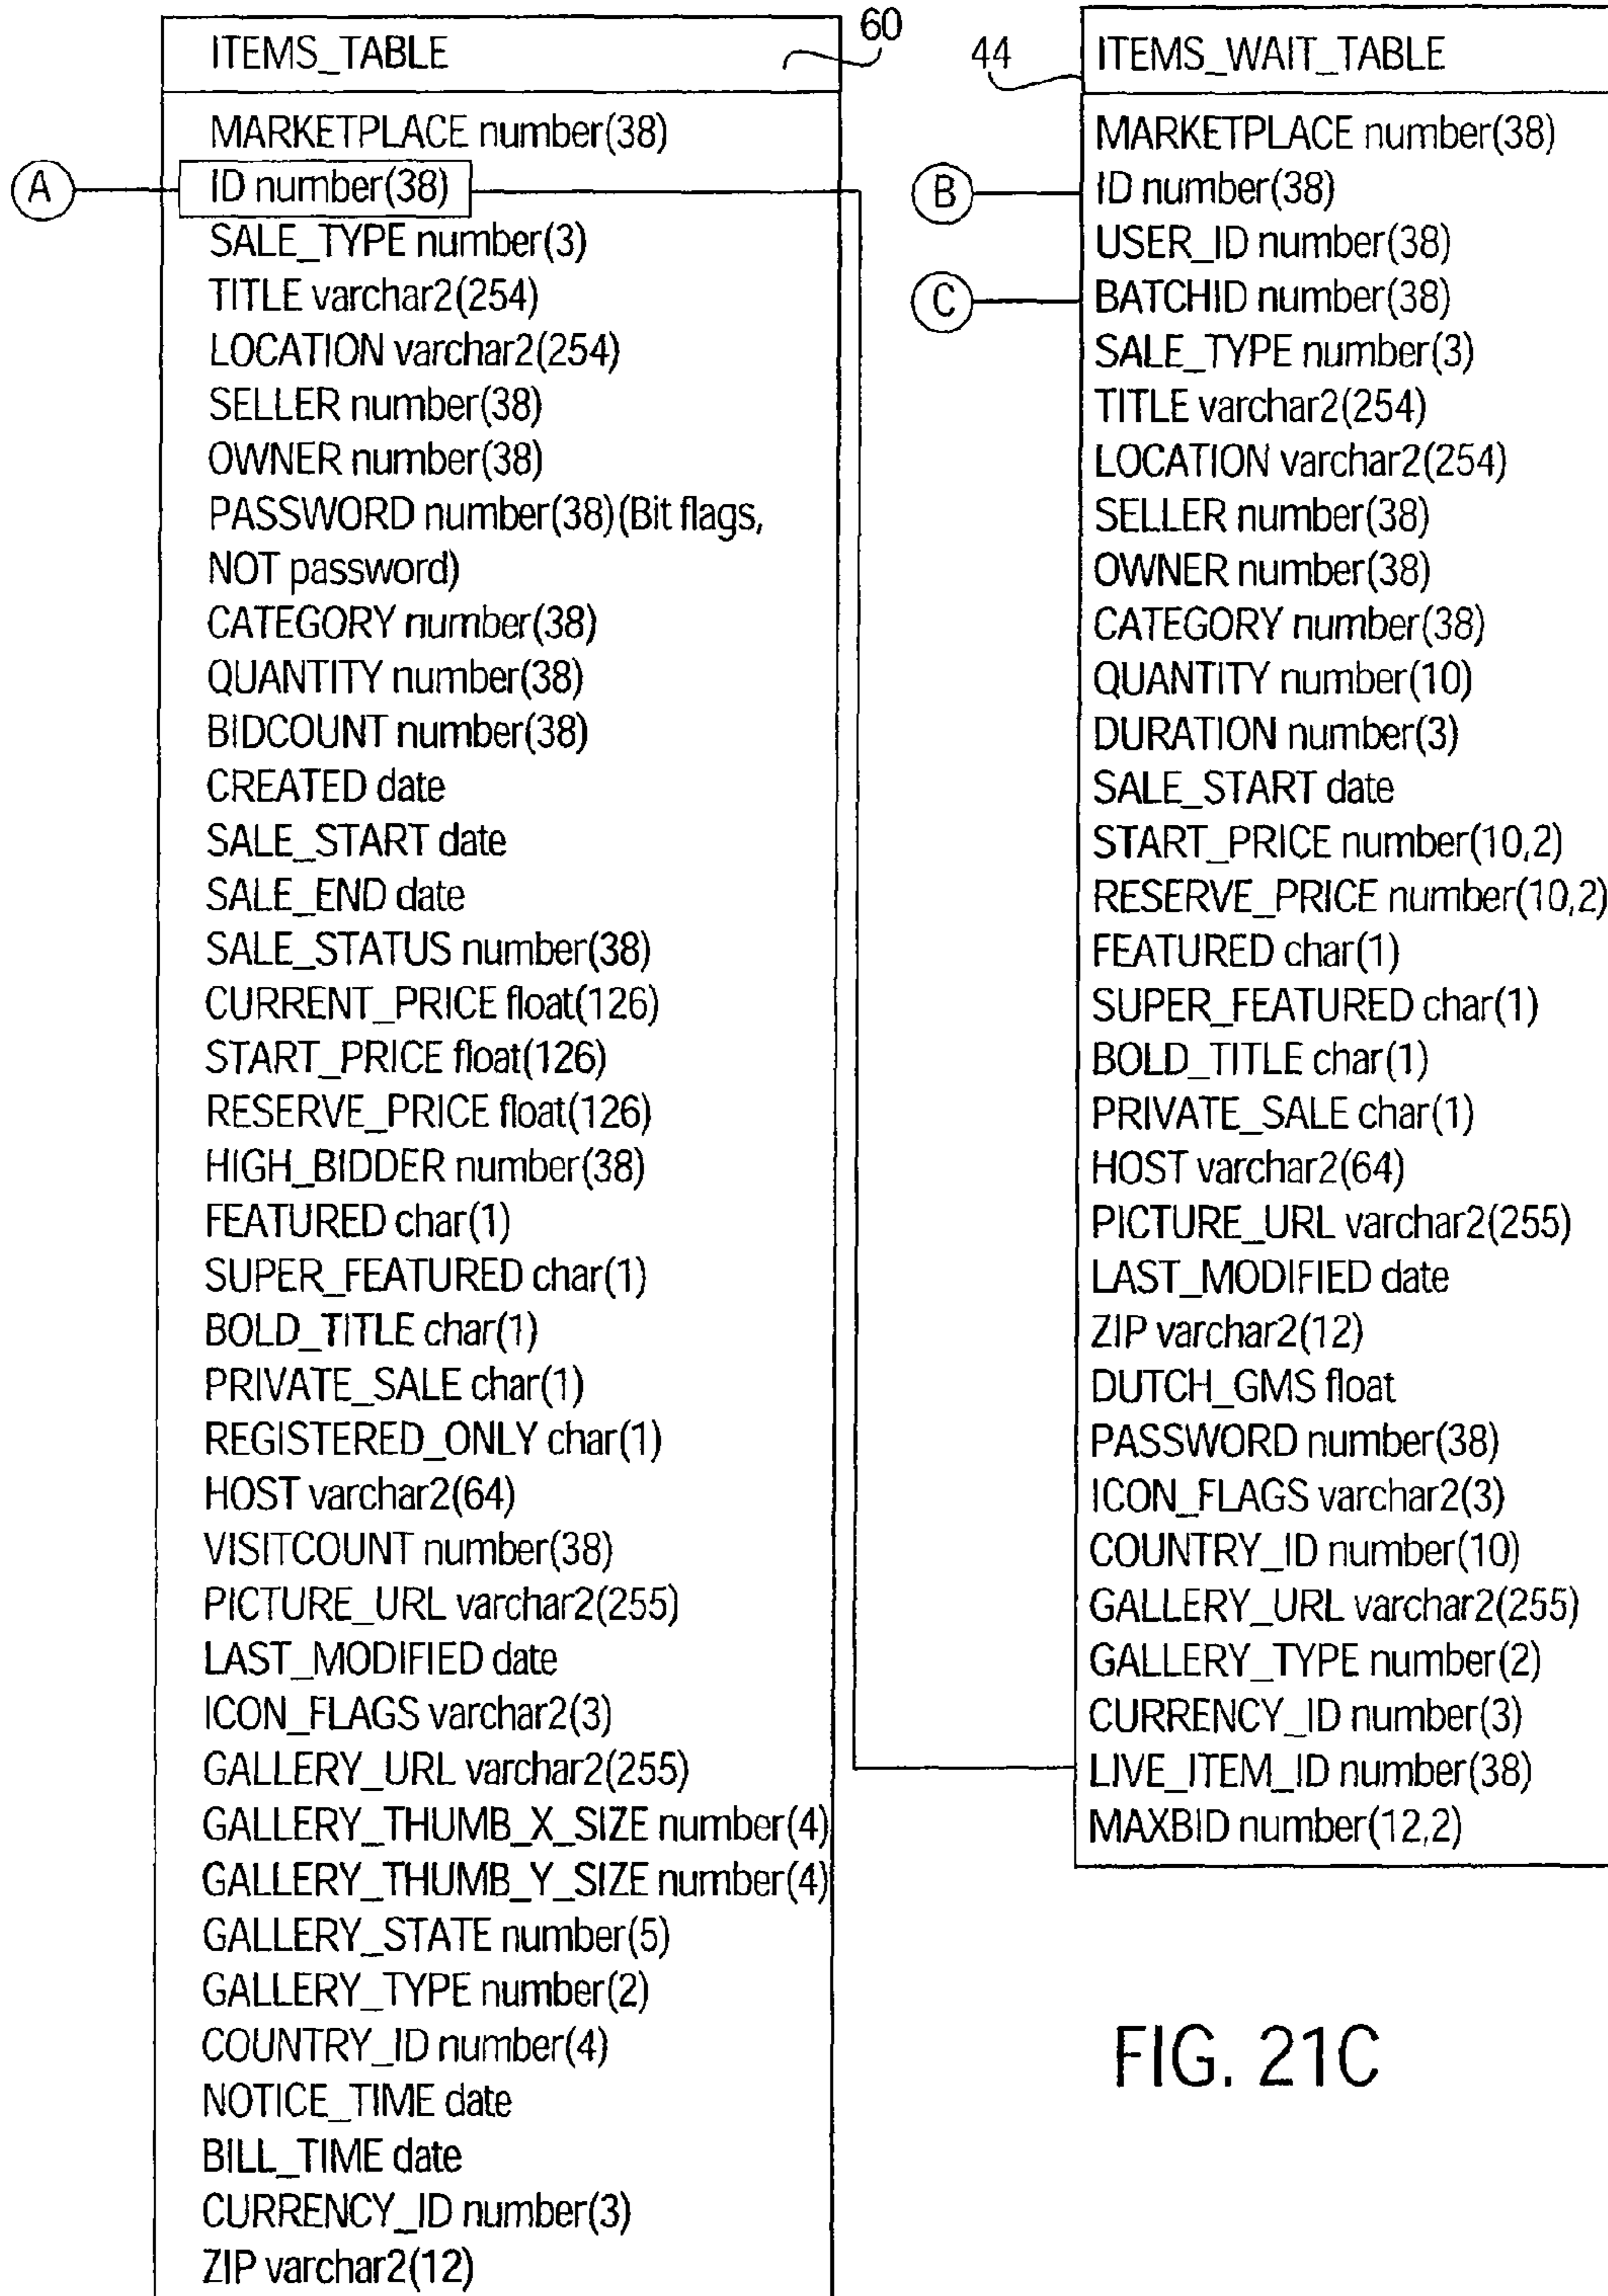 ITEMS_TABLE
60
MARKETPLACE number(38)
A
ID number(38)
SALE_TYPE number(3)
TITLE varchar2(254)
LOCATION varchar2(254)
SELLER number(38)
OWNER number(38)
PASSWORD number(38)(Bit flags,
NOT password)
CATEGORY number(38)
QUANTITY number(38)
BIDCOUNT number(38)
CREATED date
SALE_START date
SALE_END date
SALE_STATUS number(38)
CURRENT_PRICE float(126)
START_PRICE float(126)
RESERVE_PRICE float(126)
HIGH_BIDDER number(38)
FEATURED char(1)
SUPER_FEATURED char(1)
BOLD_TITLE char(1)
PRIVATE_SALE char(1)
REGISTERED_ONLY char(1)
HOST varchar2(64)
VISITCOUNT number(38)
PICTURE_URL varchar2(255)
LAST_MODIFIED date
ICON_FLAGS varchar2(3)
GALLERY_URL varchar2(255)
GALLERY_THUMB_X_SIZE number(4)
GALLERY_THUMB_Y_SIZE number(4)
GALLERY_STATE number(5)
GALLERY_TYPE number(2)
COUNTRY_ID number(4)
NOTICE_TIME date
BILL_TIME date
CURRENCY_ID number(3)
ZIP varchar2(12)
44
ITEMS_WAIT_TABLE
MARKETPLACE number(38)
B
ID number(38)
USER_ID number(38)
C
BATCHID number(38)
SALE_TYPE number(3)
TITLE varchar2(254)
LOCATION varchar2(254)
SELLER number(38)
OWNER number(38)
CATEGORY number(38)
QUANTITY number(10)
DURATION number(3)
SALE_START date
START_PRICE number(10,2)
RESERVE_PRICE number(10,2)
FEATURED char(1)
SUPER_FEATURED char(1)
BOLD_TITLE char(1)
PRIVATE_SALE char(1)
HOST varchar2(64)
PICTURE_URL varchar2(255)
LAST_MODIFIED date
ZIP varchar2(12)
DUTCH_GMS float
PASSWORD number(38)
ICON_FLAGS varchar2(3)
COUNTRY_ID number(10)
GALLERY_URL varchar2(255)
GALLERY_TYPE number(2)
CURRENCY_ID number(3)
LIVE_ITEM_ID number(38)
MAXBID number(12,2)
FIG. 21C